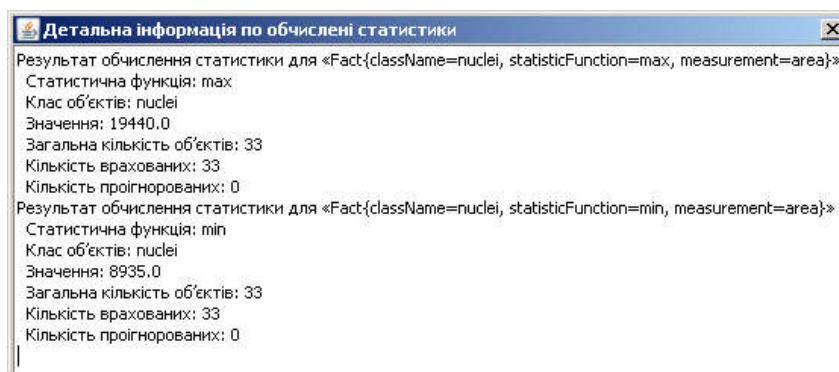 Детальна інформація по обчислені статистики
Результат обчислення статистики для «Fact{className=nuclei, statisticFunction=max, measurement=area}»
Статистична функція: max
Клас об'єктів: nuclei
Значення: 19440.0
Загальна кількість об'єктів: 33
Кількість врахованих: 33
Кількість проігнорованих: 0
Результат обчислення статистики для «Fact{className=nuclei, statisticFunction=min, measurement=area}»
Статистична функція: min
Клас об'єктів: nuclei
Значення: 8935.0
Загальна кількість об'єктів: 33
Кількість врахованих: 33
Кількість проігнорованих: 0